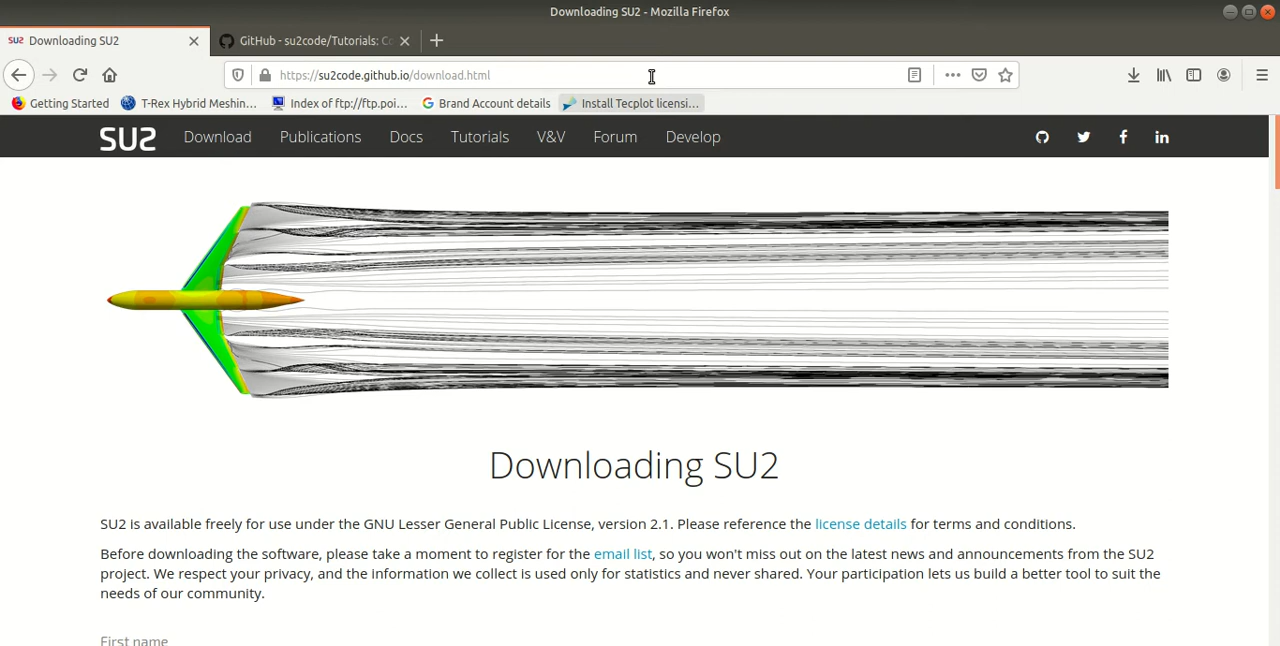 Downloading SU2 - Mozilla Firefox
SU2 Downloading SU2
GitHub - su2code/Tutorials: Co
https://su2code.github.io/download.html
Getting Started T-Rex Hybrid Meshin... Index of ftp://ftp.poi... Brand Account details Install Tecplot licensi...
SU2 Download Publications Docs Tutorials V&V Forum Develop
Downloading SU2
SU2 is available freely for use under the GNU Lesser General Public License, version 2.1. Please reference the license details for terms and conditions.
Before downloading the software, please take a moment to register for the email list, so you won't miss out on the latest news and announcements from the SU2
project. We respect your privacy, and the information we collect is used only for statistics and never shared. Your participation lets us build a better tool to suit the
needs of our community.
First name